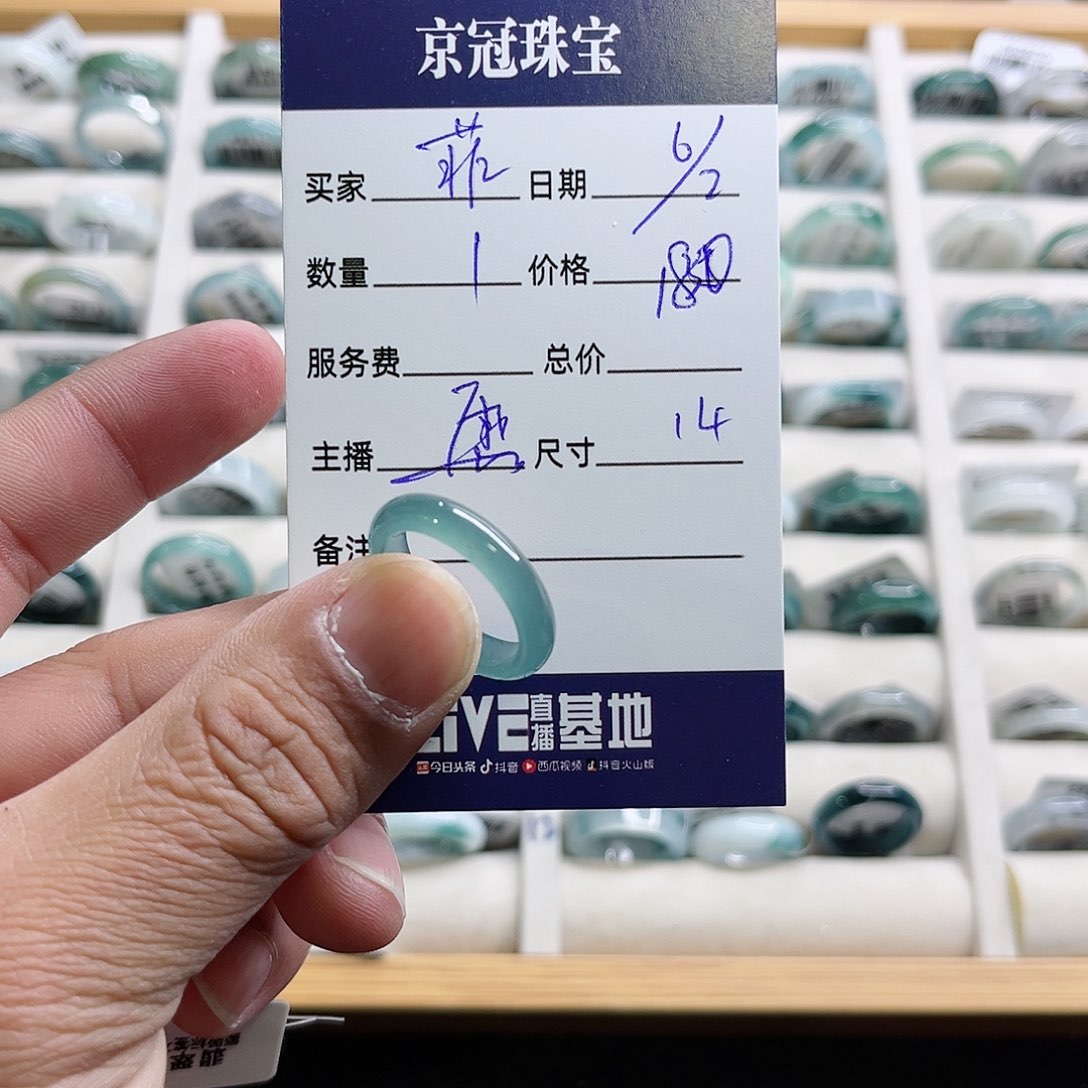 京冠珠宝
买家 菲 日期 6/2
数量 1 价格 180
服务费 总价
主播 尺寸 14
备注
LIVE直播基地
今日头条 抖音 西瓜视频 抖音火山版
翡翠